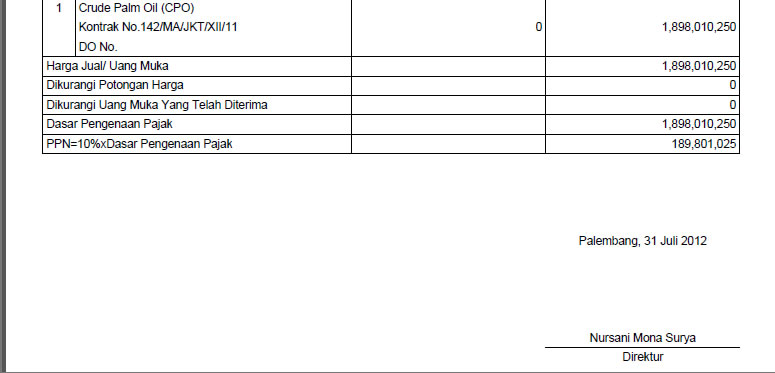 1 Crude Palm Oil (CPO)
Kontrak No.142/MA/JKT/XII/11 0 1,898,010,250
DO No.
Harga Jual/ Uang Muka 1,898,010,250
Dikurangi Potongan Harga 0
Dikurangi Uang Muka Yang Telah Diterima 0
Dasar Pengenaan Pajak 1,898,010,250
PPN=10%xDasar Pengenaan Pajak 189,801,025
Palembang, 31 Juli 2012
Nursani Mona Surya
Direktur